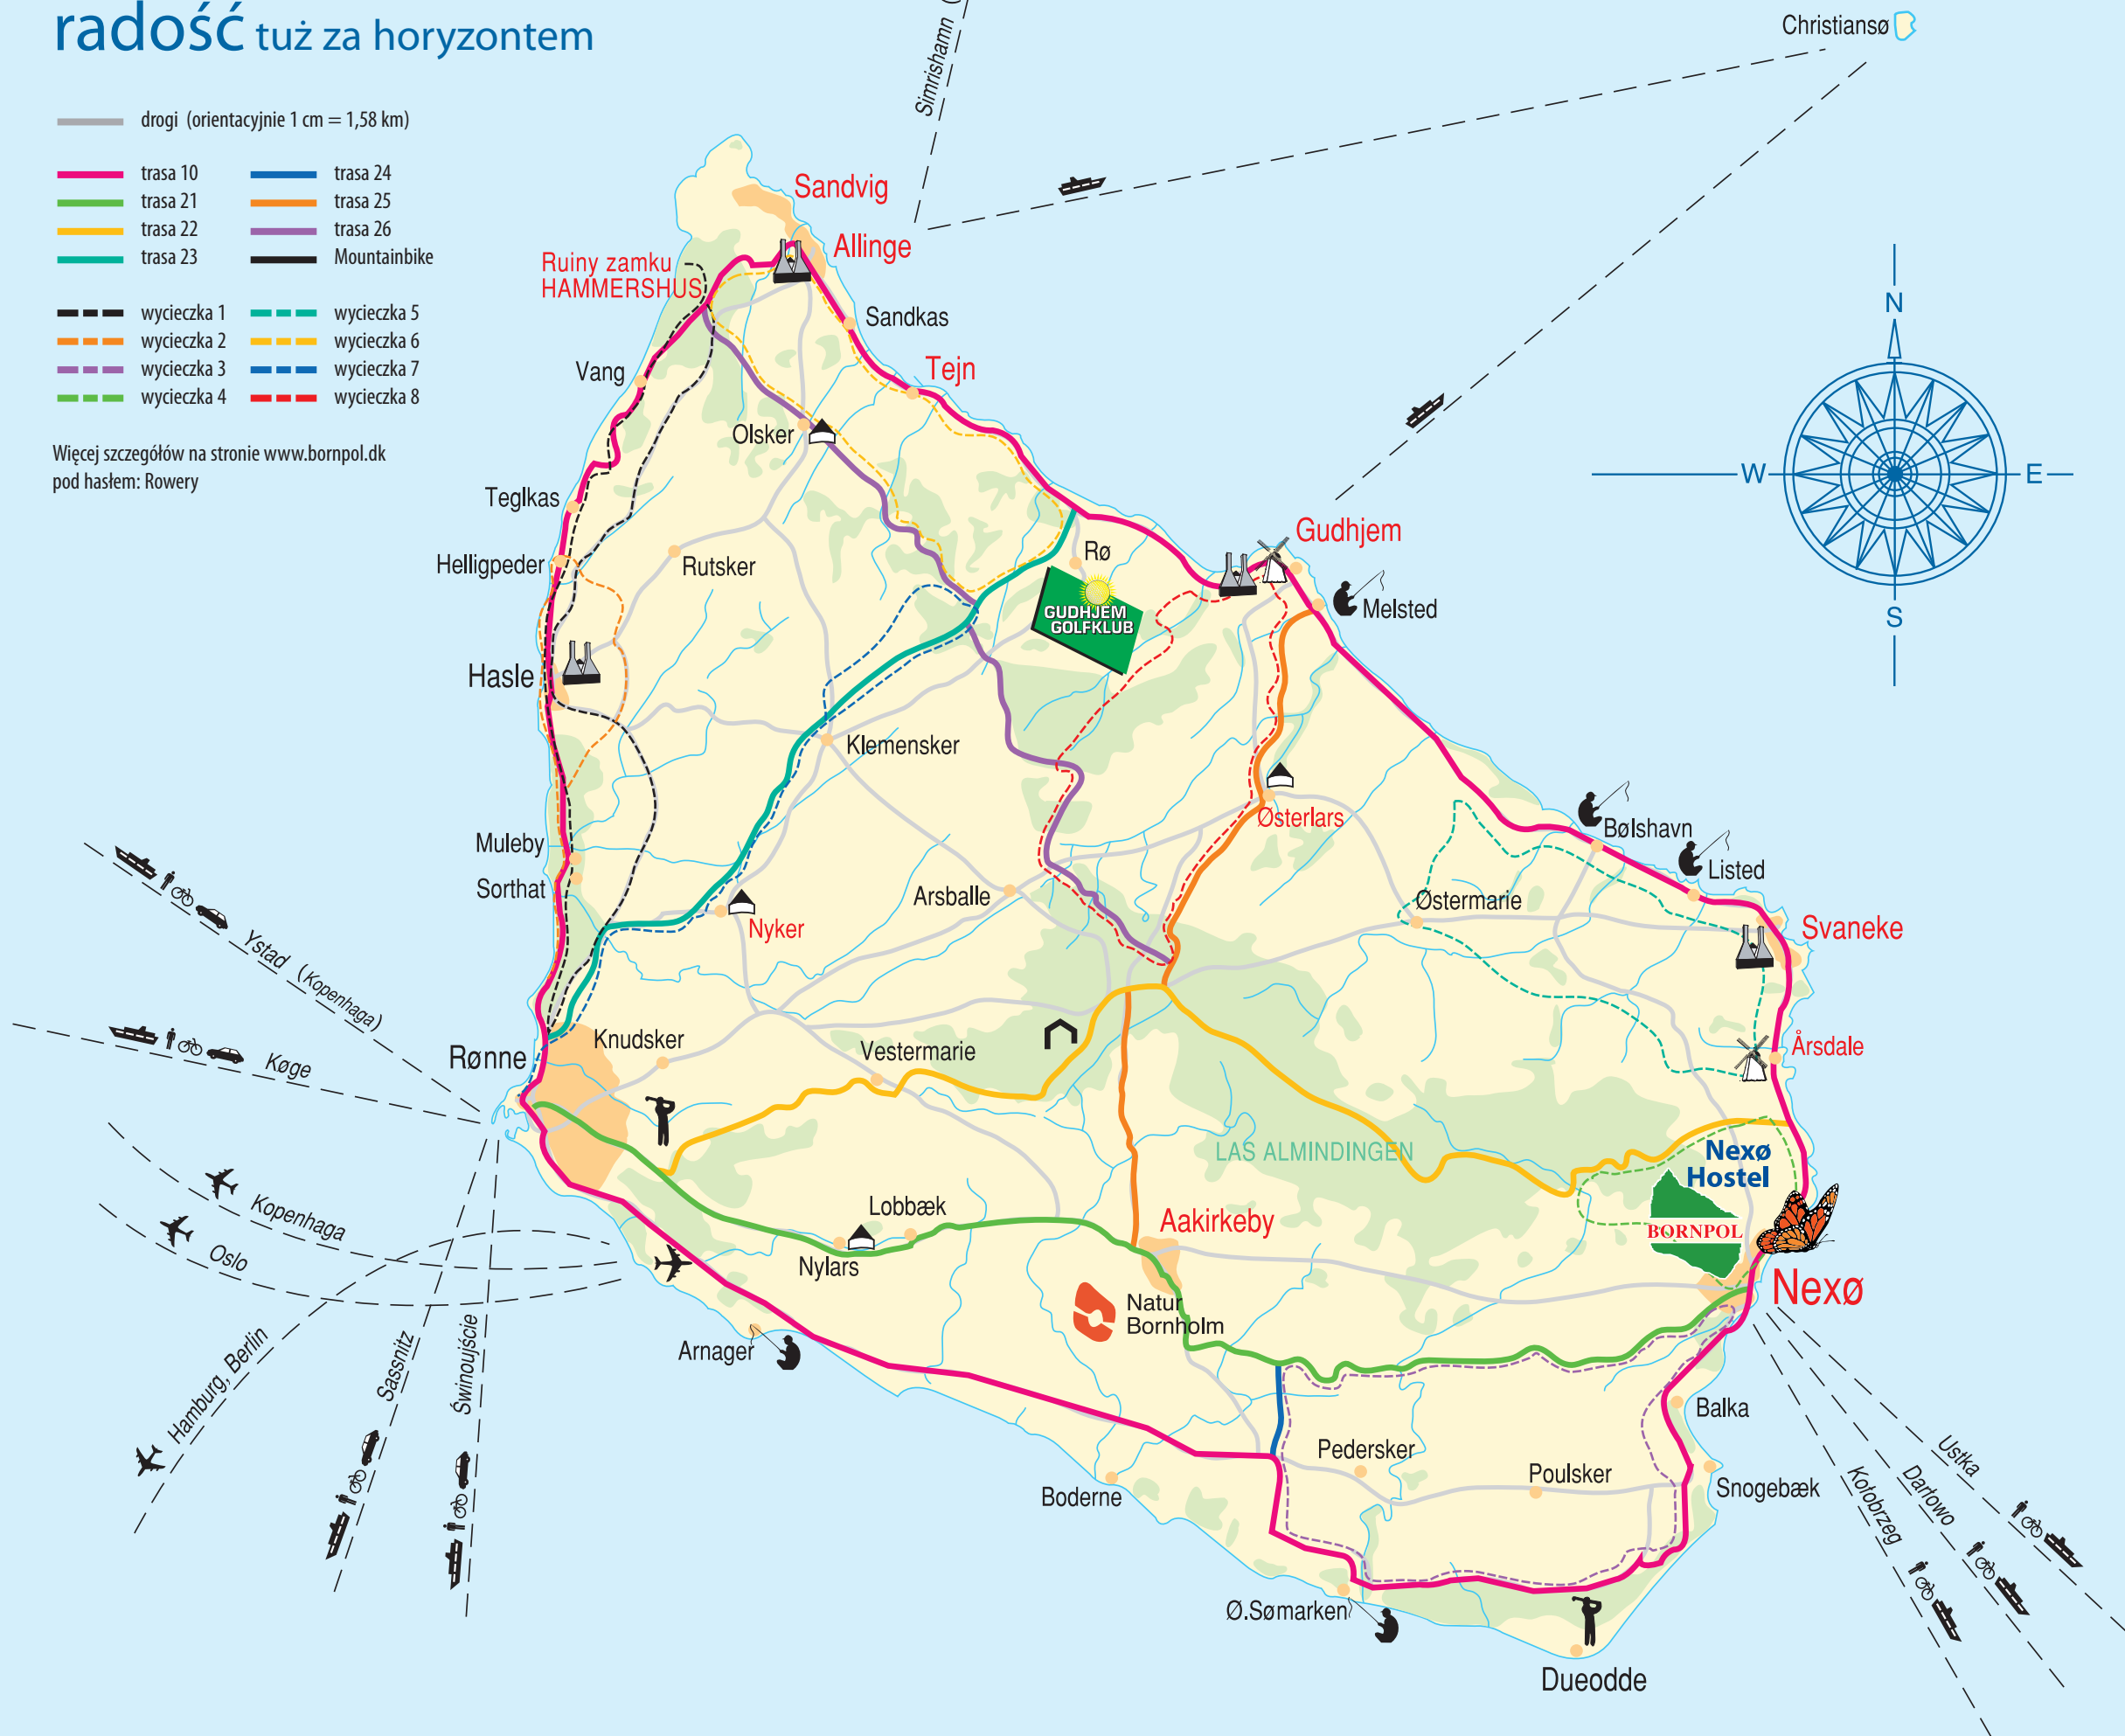 radość tuż za horyzontem
drogi (orientacyjnie 1 cm = 1,58 km)
trasa 10
trasa 21
trasa 22
trasa 23
trasa 24
trasa 25
trasa 26
Mountainbike
wycieczka 1
wycieczka 2
wycieczka 3
wycieczka 4
wycieczka 5
wycieczka 6
wycieczka 7
wycieczka 8
Więcej szczegółów na stronie www.bornpol.dk
pod hasłem: Rowery
Simrishamn (
Christiansø
N
W
E
S
Sandvig
Allinge
Ruiny zamku
HAMMERSHUS
Sandkas
Vang
Tejn
Olsker
Teglkas
Helligpeder
Rutsker
Rø
Gudhjem
GUDHJEM
GOLFKLUB
Melsted
Hasle
Klemensker
Østerlars
Bølshavn
Listed
Muleby
Sorthat
Arsballe
Østermarie
Nyker
Svaneke
Ystad (Kopenhaga)
Køge
Rønne
Knudsker
Vestermarie
Årsdale
LAS ALMINDINGEN
Nexø
Hostel
BORNPOL
Nexø
Kopenhaga
Oslo
Lobbæk
Nylars
Aakirkeby
Natur
Bornholm
Arnager
Hamburg, Berlin
Sassnitz
Świnoujście
Balka
Pedersker
Poulsker
Snogebæk
Boderne
Ø.Sømarken
Dueodde
Ustka
Darłowo
Kołobrzeg